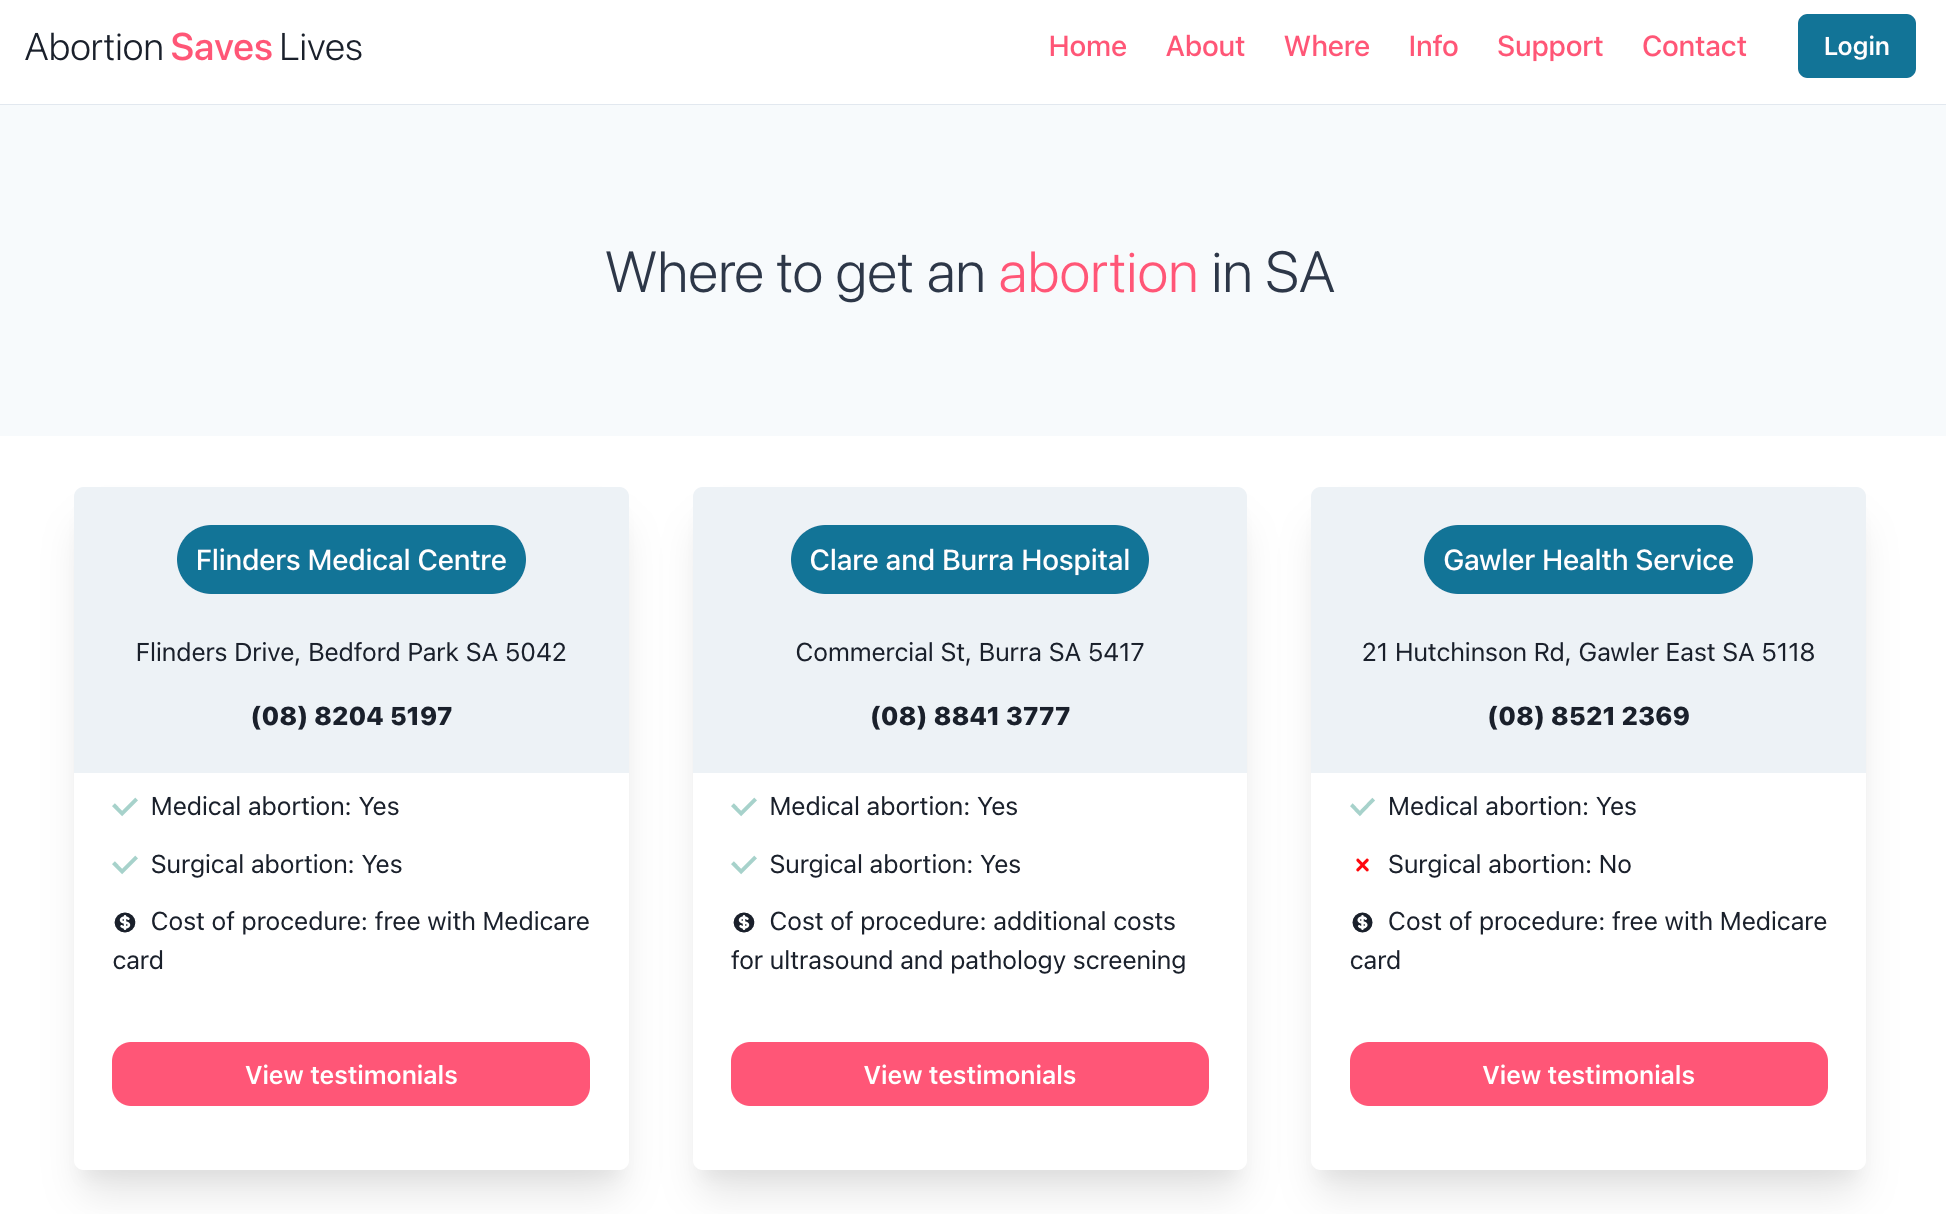 Abortion Saves Lives
Home About Where Info Support Contact Login
Where to get an abortion in SA
Flinders Medical Centre
Flinders Drive, Bedford Park SA 5042
(08) 8204 5197
Medical abortion: Yes
Surgical abortion: Yes
Cost of procedure: free with Medicare
card
View testimonials
Clare and Burra Hospital
Commercial St, Burra SA 5417
(08) 8841 3777
Medical abortion: Yes
Surgical abortion: Yes
Cost of procedure: additional costs
for ultrasound and pathology screening
View testimonials
Gawler Health Service
21 Hutchinson Rd, Gawler East SA 5118
(08) 8521 2369
Medical abortion: Yes
Surgical abortion: No
Cost of procedure: free with Medicare
card
View testimonials